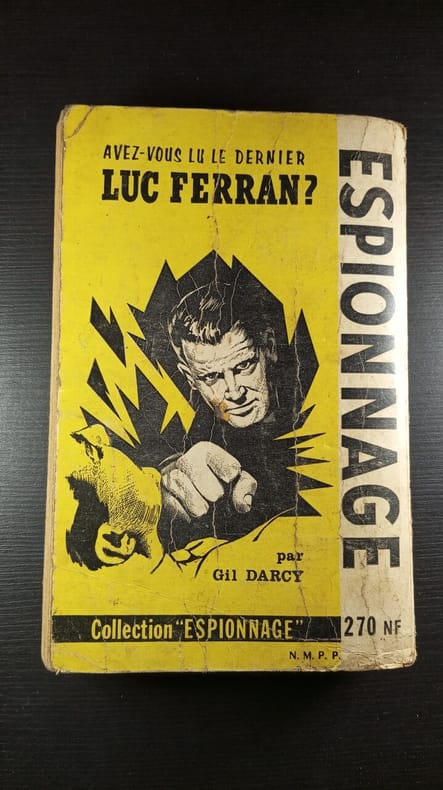 AVEZ-VOUS LU LE DERNIER
LUC FERRAN?
par
Gil DARCY
Collection "ESPIONNAGE"
ESPIONNAGE
270 NF
N. M. P. P.